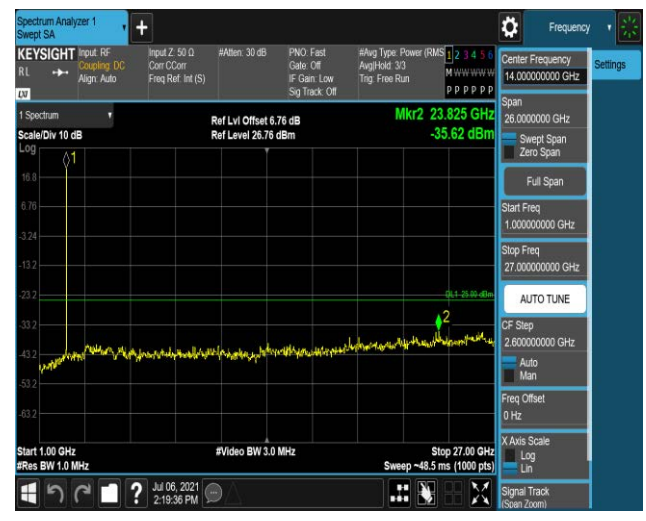 Spectrum Analyzer 1
Swept SA
Frequency
KEYSIGHT
RL
LXI
Input: RF
Coupling: DC
Align: Auto
Input Z: 50 Ω
Corr CCorr
Freq Ref: Int (S)
#Atten: 30 dB
PNO: Fast
Gate: Off
IF Gain: Low
Sig Track: Off
#Avg Type: Power (RMS
Avg|Hold: 3/3
Trig: Free Run
1 2 3 4 5 6
M W W W W W
P P P P P P
1 Spectrum
Scale/Div 10 dB
Log
Ref Lvl Offset 6.76 dB
Ref Level 26.76 dBm
Mkr2 23.825 GHz
-35.62 dBm
1
16.8
6.76
-3.24
-13.2
-23.2
DL1 -25.00 dBm
2
-33.2
-43.2
-53.2
-63.2
Start 1.00 GHz
#Video BW 3.0 MHz
Stop 27.00 GHz
#Res BW 1.0 MHz
Sweep ~48.5 ms (1000 pts)
?
Jul 06, 2021
2:19:36 PM
Center Frequency
14.000000000 GHz
Settings
Span
26.0000000 GHz
Swept Span
Zero Span
Full Span
Start Freq
1.000000000 GHz
Stop Freq
27.000000000 GHz
AUTO TUNE
CF Step
2.600000000 GHz
Auto
Man
Freq Offset
0 Hz
X Axis Scale
Log
Lin
Signal Track
(Span Zoom)